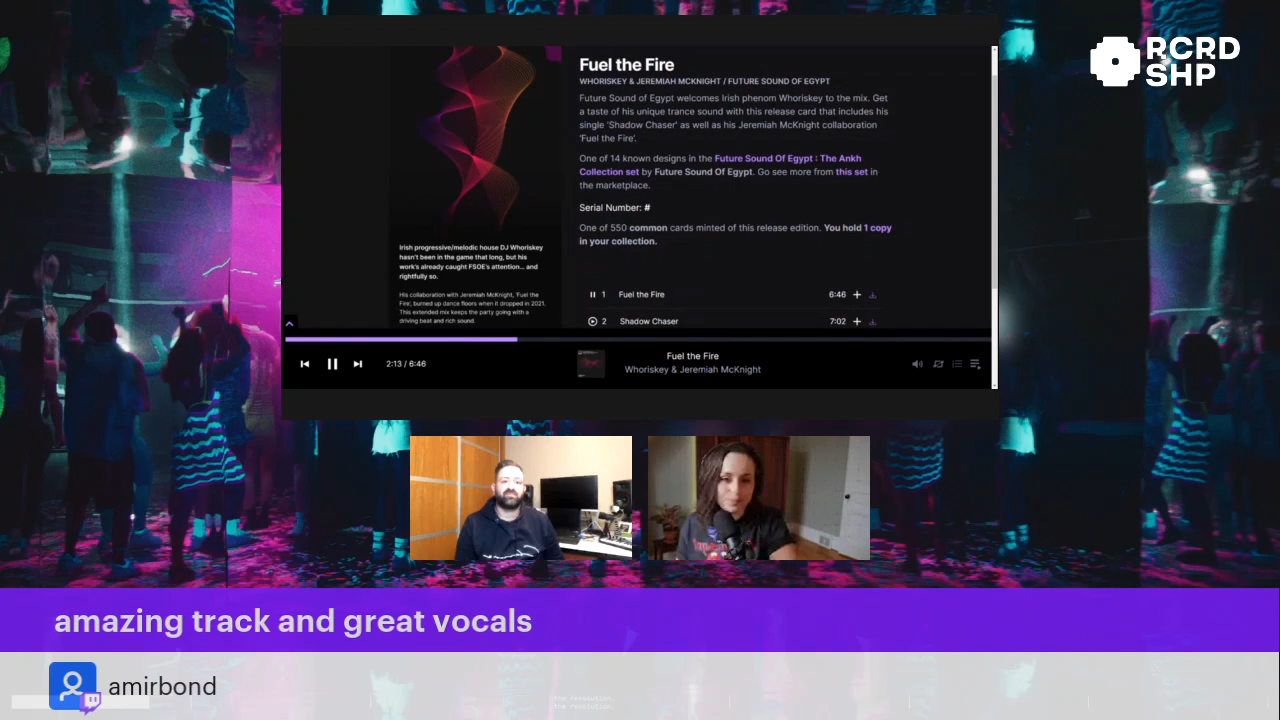 RCRD
SHP
Fuel the Fire
WHORISKEY & JEREMIAH MCKNIGHT / FUTURE SOUND OF EGYPT
Future Sound of Egypt welcomes Irish phenom Whoriskey to the mix. Get
a taste of his unique trance sound with this release card that includes his
single 'Shadow Chaser' as well as his Jeremiah McKnight collaboration
'Fuel the Fire'.
One of 14 known designs in the Future Sound Of Egypt : The Ankh
Collection set by Future Sound Of Egypt. Go see more from this set in
the marketplace.
Serial Number: #
One of 550 common cards minted of this release edition. You hold 1 copy
in your collection.
Irish progressive/melodic house DJ Whoriskey
hasn't been in the game that long, but his
work's already caught FSOE's attention... and
rightfully so.
His collaboration with Jeremiah McKnight, 'Fuel the
Fire', burned up dance floors when it dropped in 2021.
This extended mix keeps the party going with a
driving beat and rich sound.
1 Fuel the Fire 6:46
2 Shadow Chaser 7:02
2:13 / 6:46
Fuel the Fire
Whoriskey & Jeremiah McKnight
amazing track and great vocals
amirbond